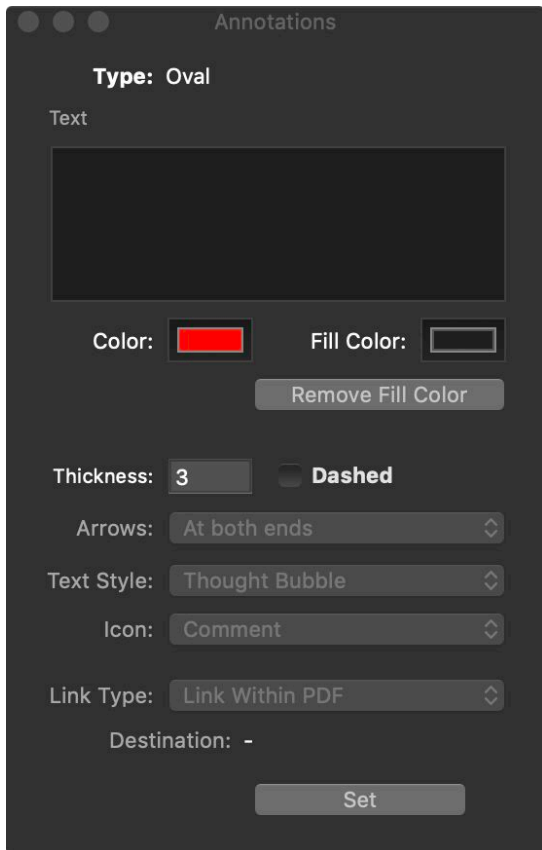 Annotations
Type: Oval
Text
Color: Fill Color:
Remove Fill Color
Thickness: 3 Dashed
Arrows: At both ends
Text Style: Thought Bubble
Icon: Comment
Link Type: Link Within PDF
Destination: -
Set